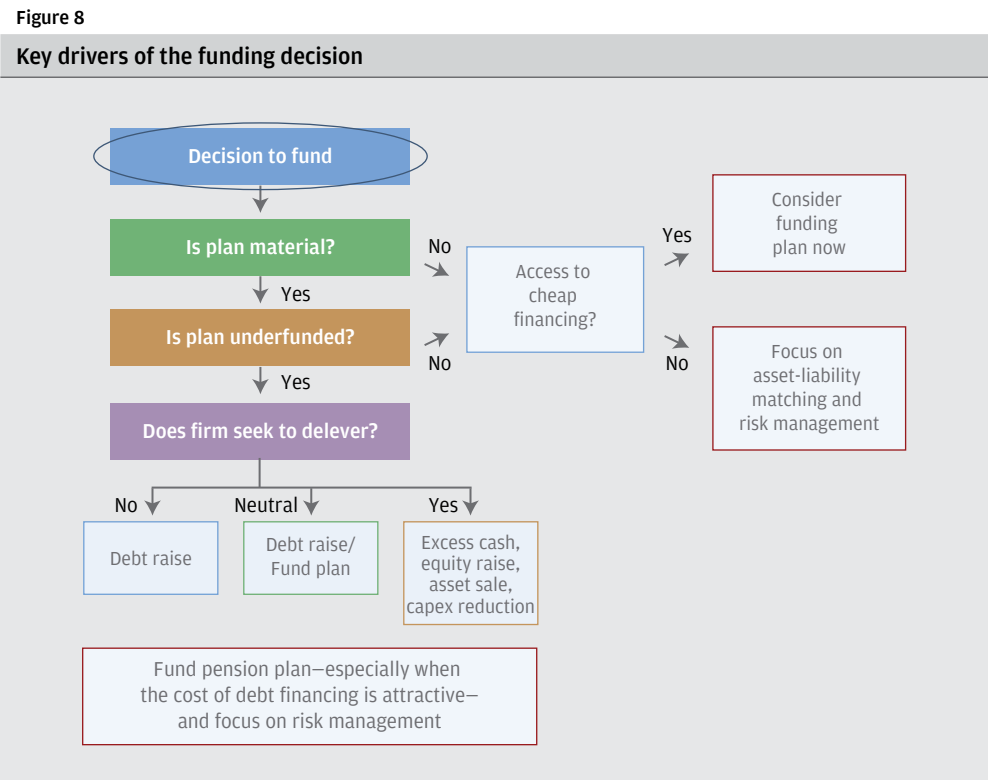 Figure 8
Key drivers of the funding decision
Decision to fund
Is plan material?
No
Yes
Is plan underfunded?
No
Yes
Does firm seek to delever?
Access to
cheap
financing?
Yes
Consider
funding
plan now
No
Focus on
asset-liability
matching and
risk management
No
Debt raise
Neutral
Debt raise/
Fund plan
Yes
Excess cash,
equity raise,
asset sale,
capex reduction
Fund pension plan—especially when
the cost of debt financing is attractive—
and focus on risk management